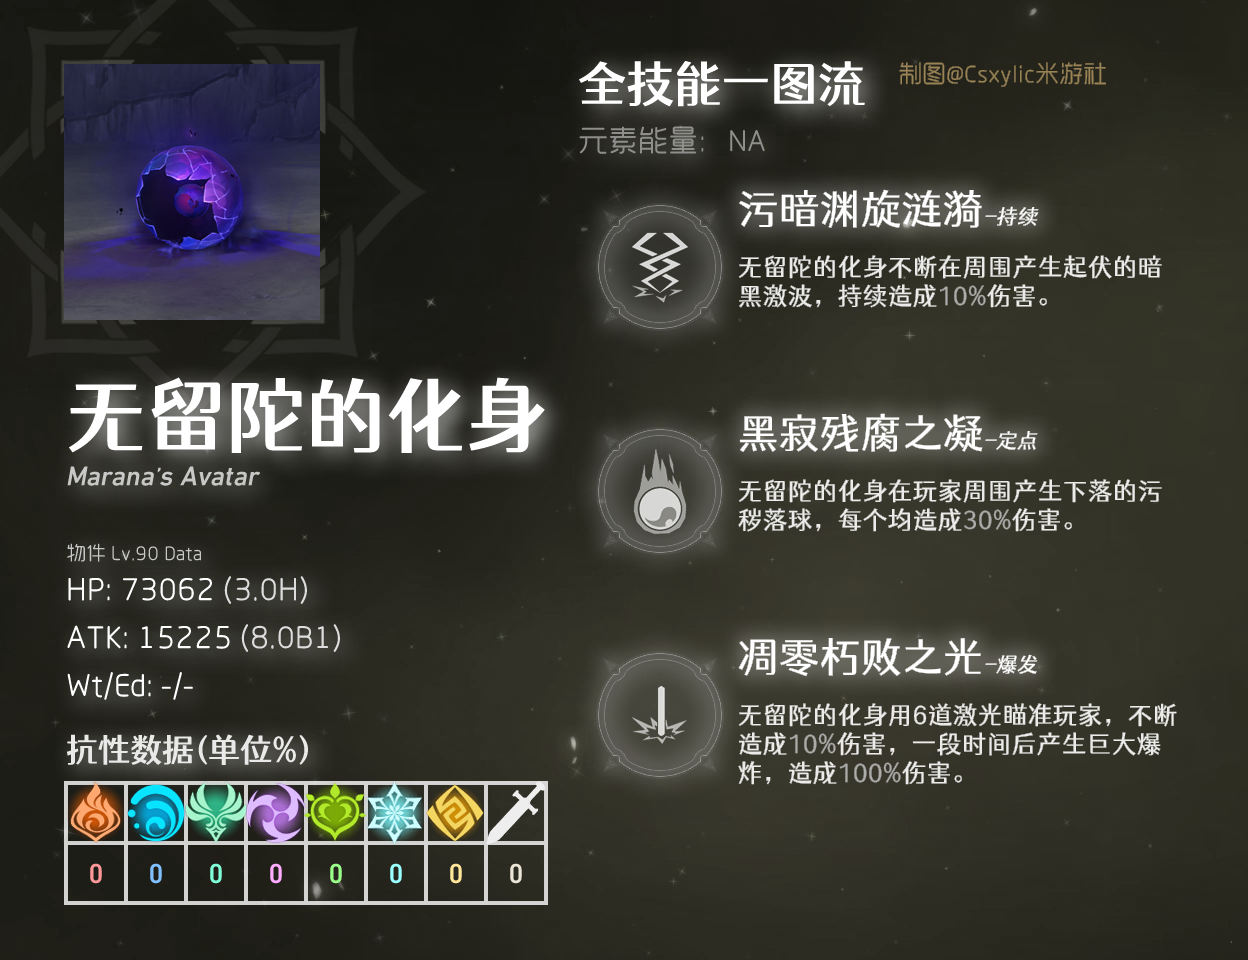 全技能一图流
制图@Csxylic米游社
元素能量： NA
污暗渊旋涟漪-持续
无留陀的化身不断在周围产生起伏的暗
黑激波，持续造成10%伤害。
无留陀的化身
Marana's Avatar
黑寂残腐之凝-定点
无留陀的化身在玩家周围产生下落的污
秽落球，每个均造成30%伤害。
物件 Lv.90 Data
HP: 73062 (3.0H)
ATK: 15225 (8.0B1)
Wt/Ed: -/-
凋零朽败之光-爆发
无留陀的化身用6道激光瞄准玩家，不断
造成10%伤害，一段时间后产生巨大爆
炸，造成100%伤害。
抗性数据(单位%)
0 0 0 0 0 0 0 0